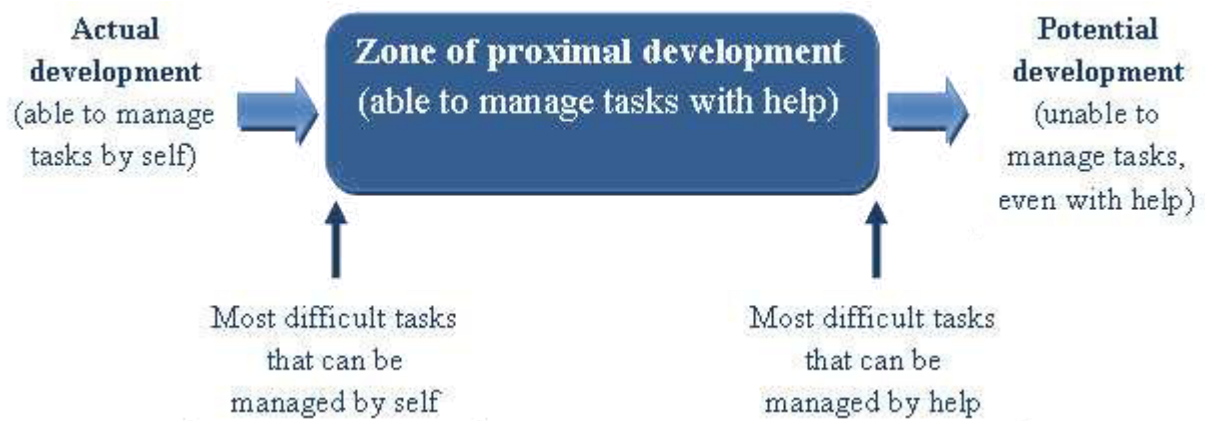 Actual
development
(able to manage
tasks by self)
Zone of proximal development
(able to manage tasks with help)
Potential
development
(unable to
manage tasks,
even with help)
Most difficult tasks
that can be
managed by self
Most difficult tasks
that can be
managed by help